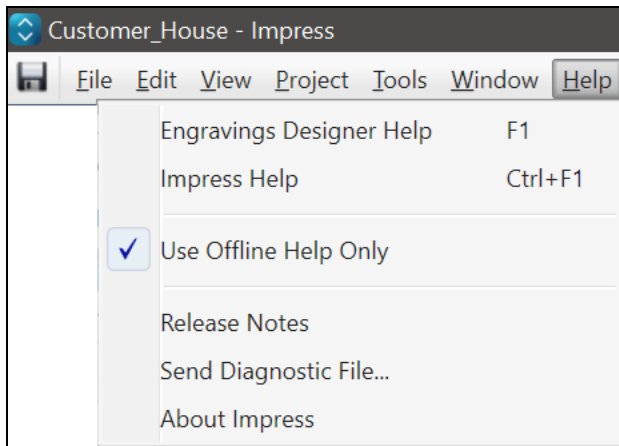 Customer_House - Impress
File Edit View Project Tools Window Help
Engravings Designer Help F1
Impress Help Ctrl+F1
Use Offline Help Only
Release Notes
Send Diagnostic File...
About Impress